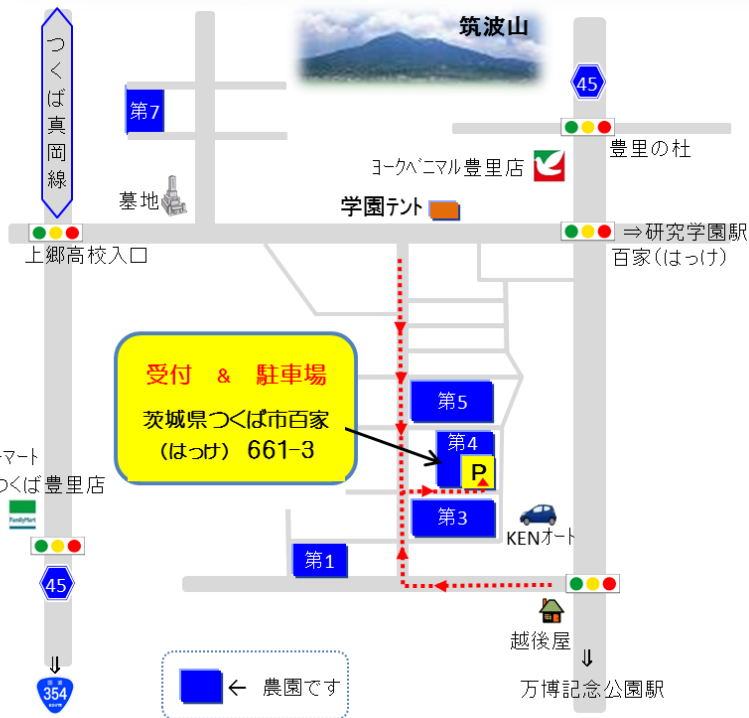 筑波山
つくば真岡線
45
第7
豊里の杜
ヨークベニマル豊里店
墓地
学園テント
⇒研究学園駅
上郷高校入口
百家(はっけ)
受付 & 駐車場
茨城県つくば市百家
(はっけ) 661-3
第5
第4
P
ーマート
つくば豊里店
FamilyMart
第3
KENオート
第1
45
越後屋
⇓
⇓
354
← 農園です
万博記念公園駅